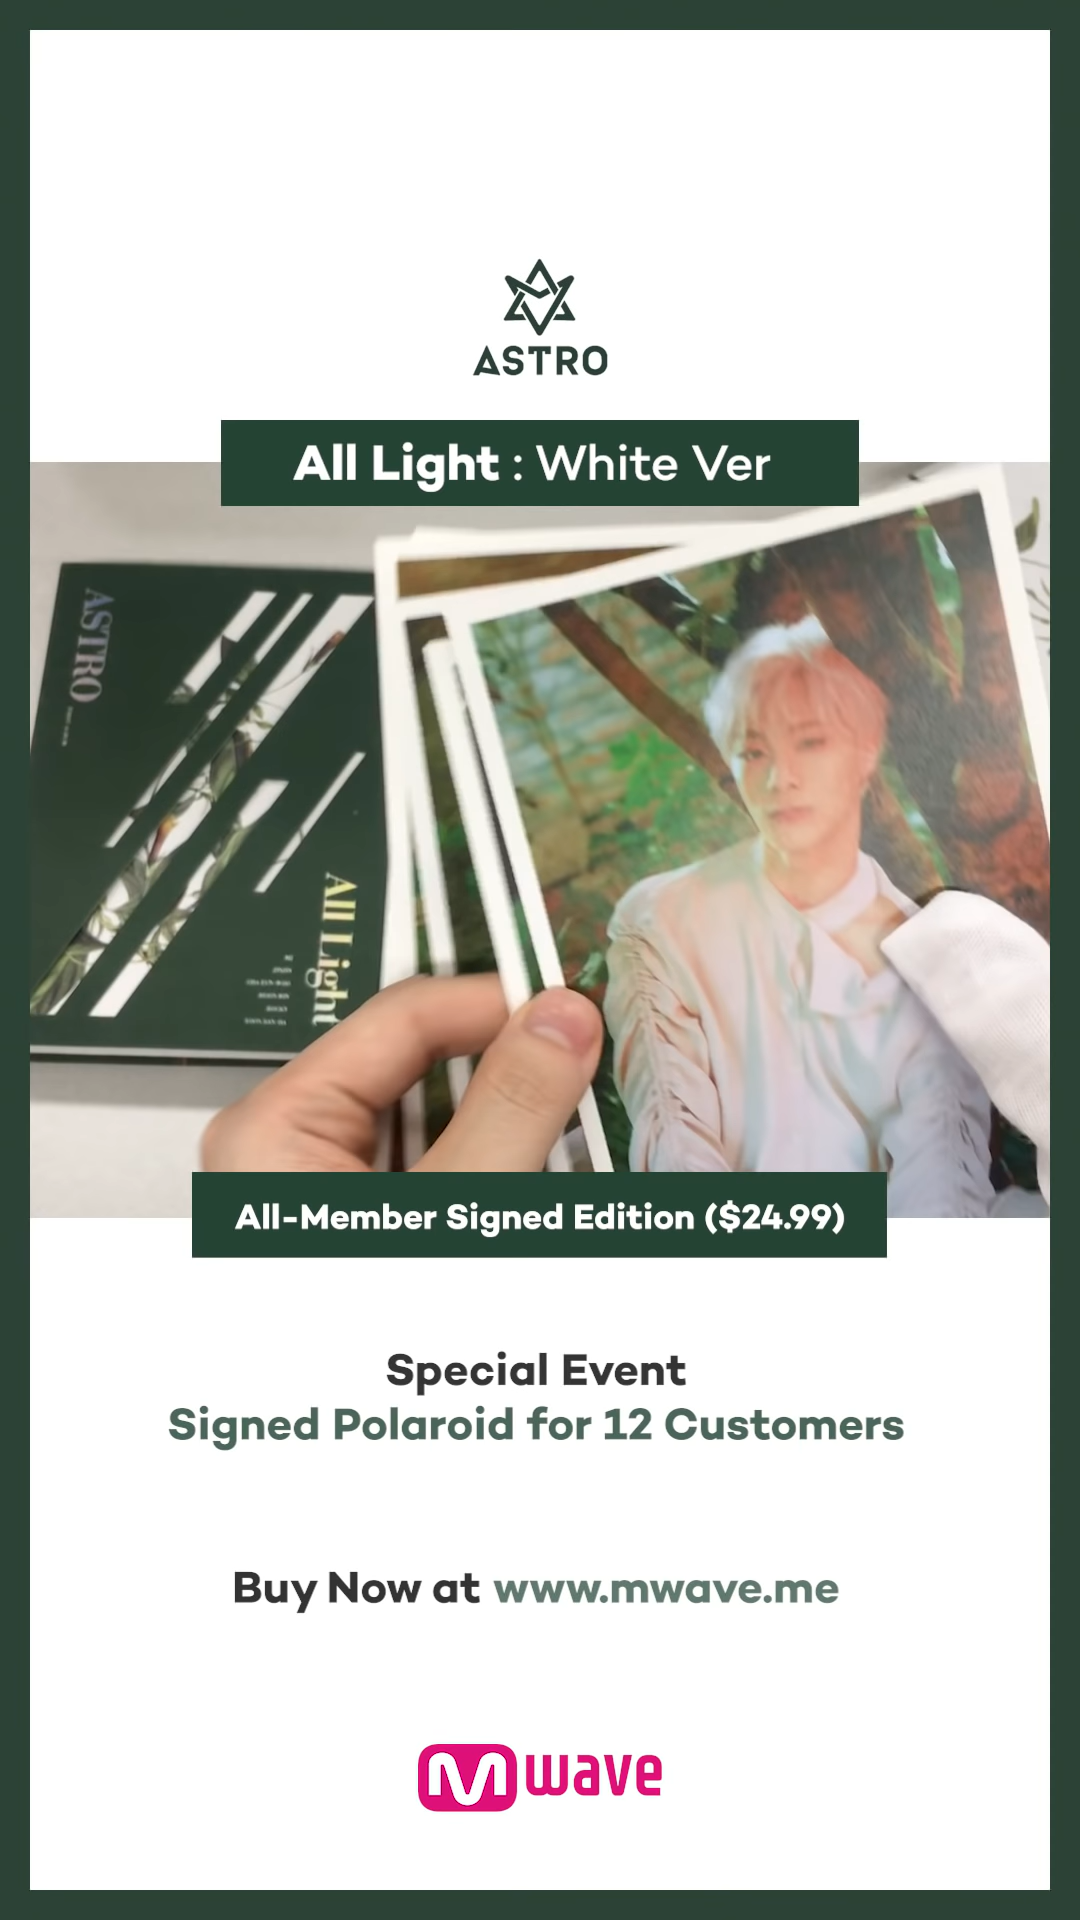 ASTRO
All Light : White Ver
ASTRO
All Light
All-Member Signed Edition ($24.99)
Special Event
Signed Polaroid for 12 Customers
Buy Now at www.mwave.me
M wave